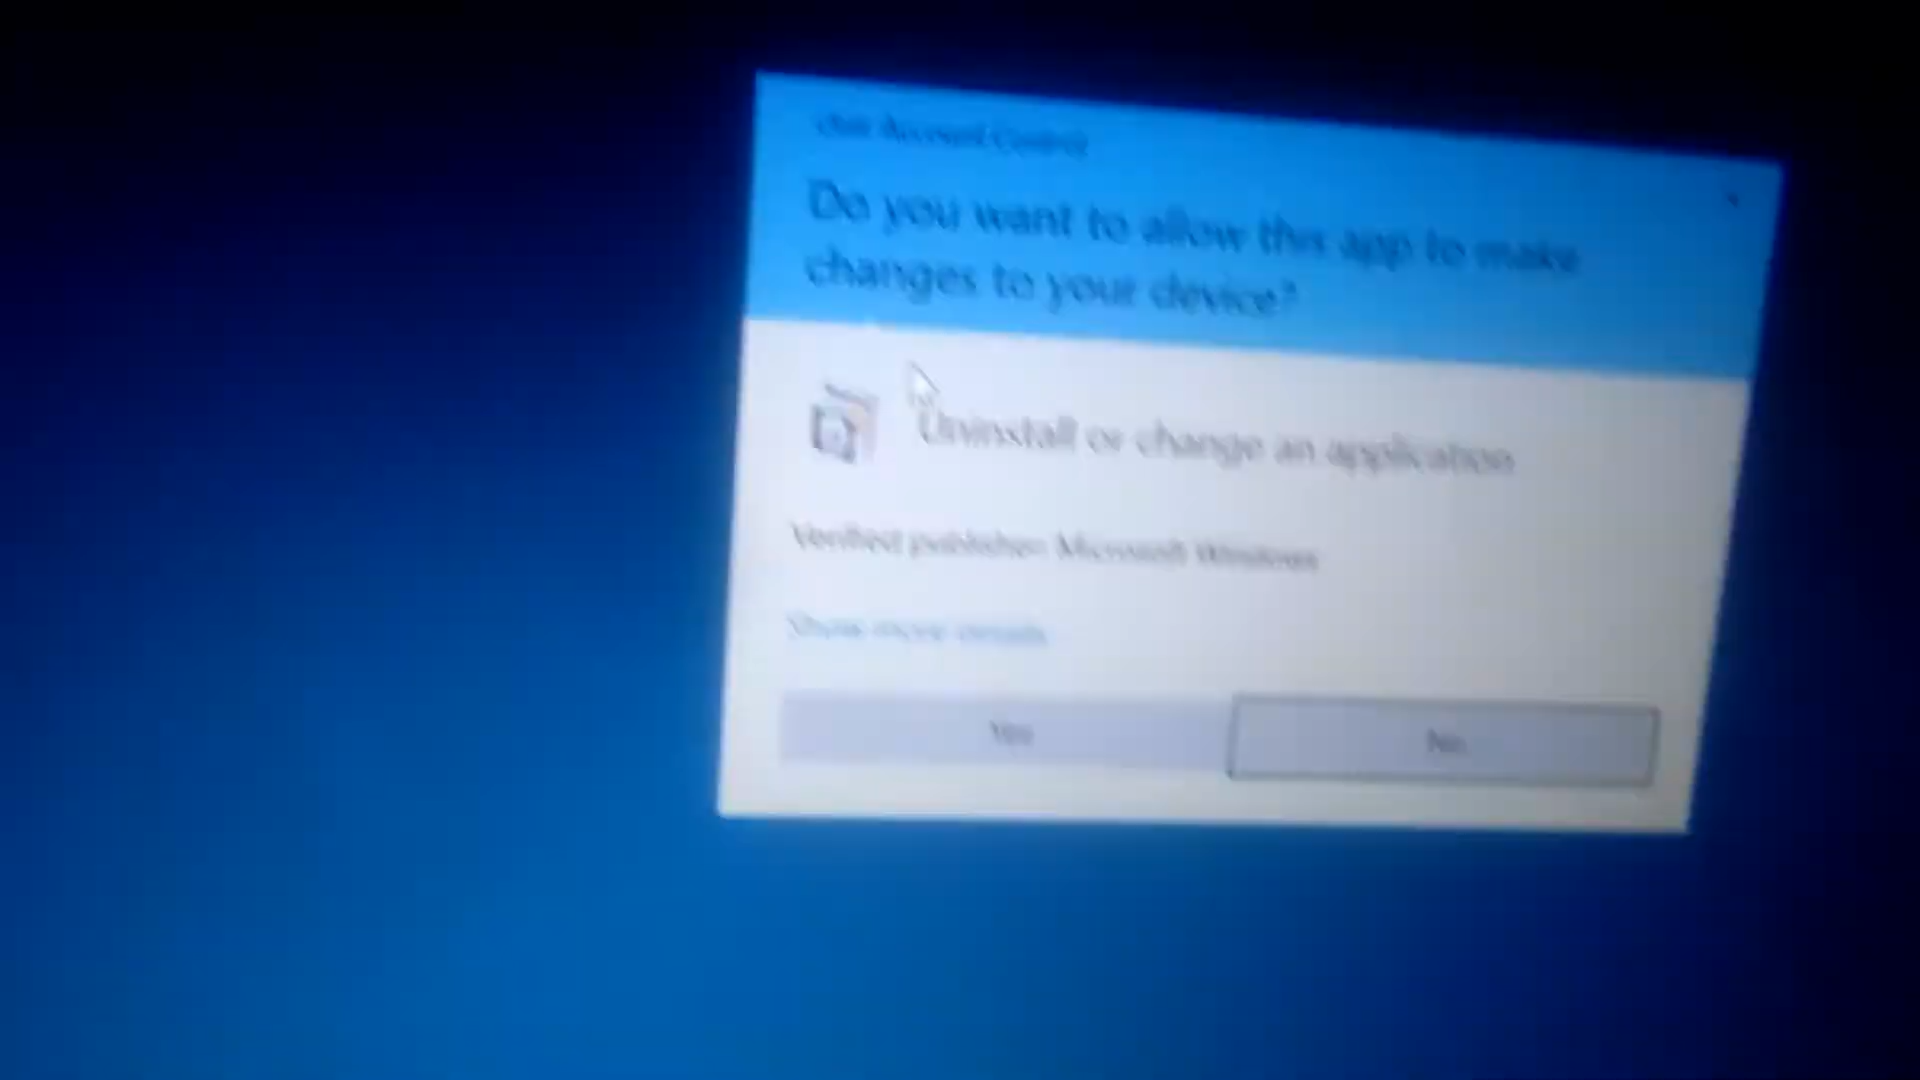 User Account Control
Do you want to allow this app to make
changes to your device?
Uninstall or change an application
Verified publisher: Microsoft Windows
Show more details
Yes
No